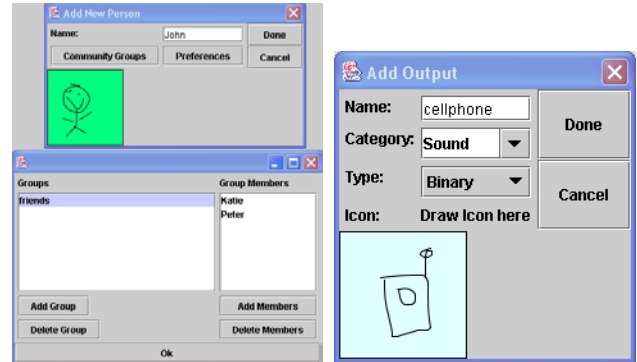 Add New Person
Name: John Done
Community Groups Preferences Cancel
Groups Group Members
friends Katie
Peter
Add Group Add Members
Delete Group Delete Members
Ok
Add Output
Name: cellphone Done
Category: Sound
Type: Binary Cancel
Icon: Draw Icon here